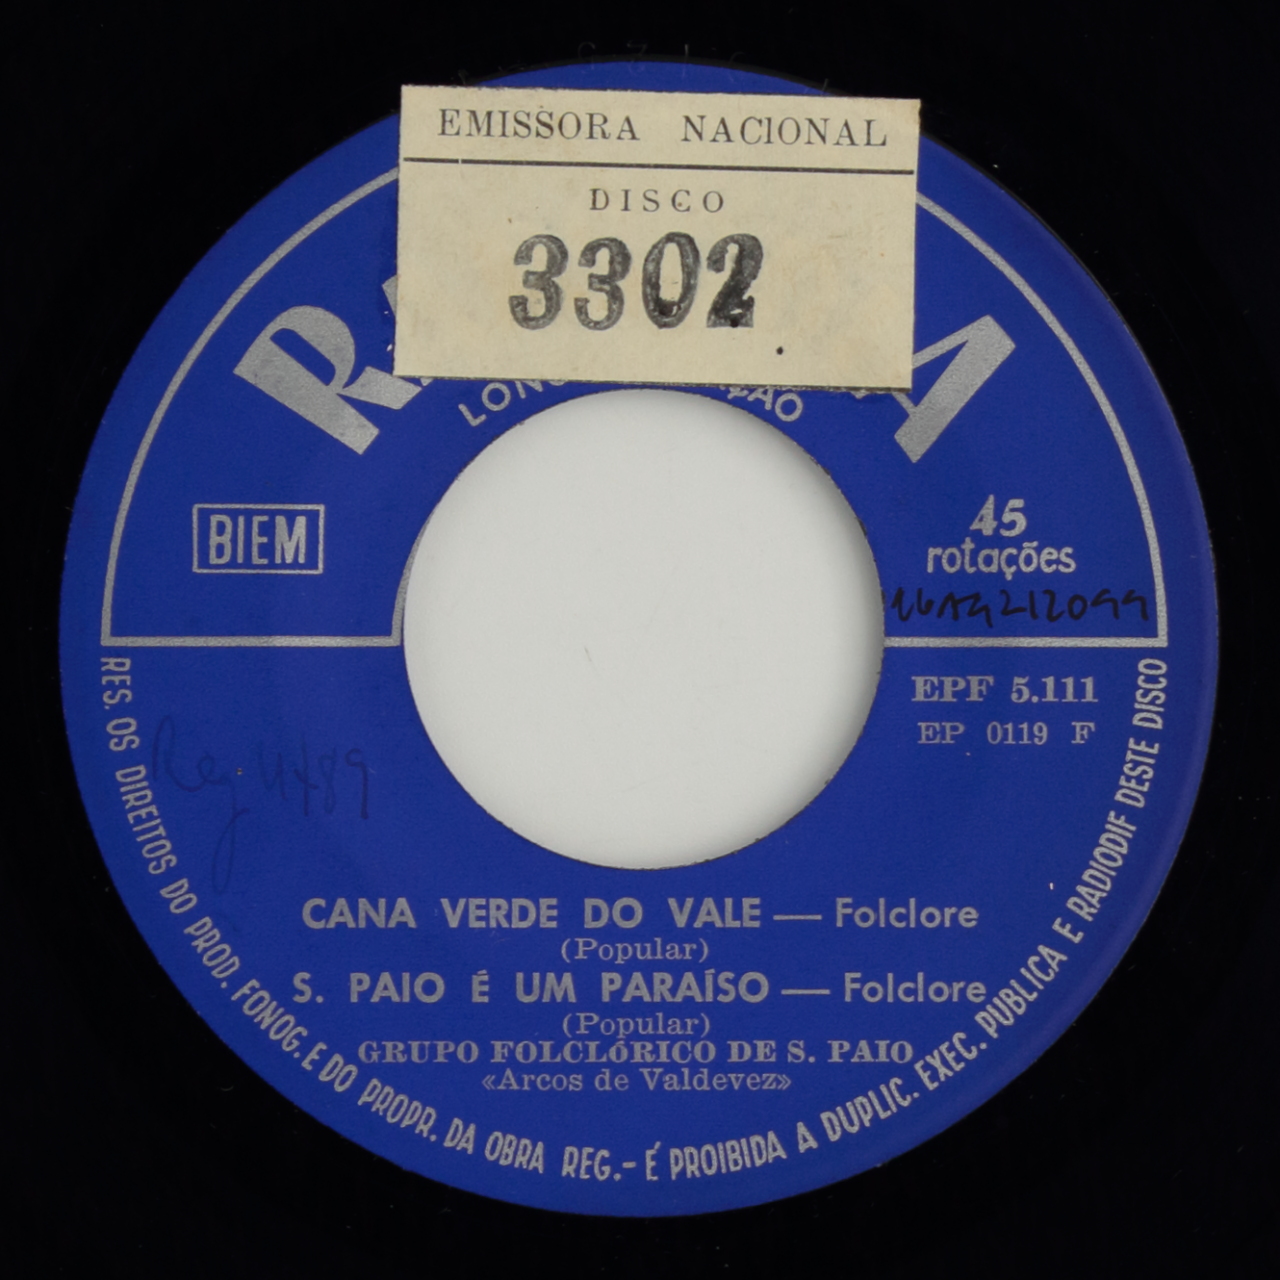 EMISSORA NACIONAL
DISCO
3302
BIEM
45
rotações
EPF 5.111
EP 0119 F
Reg 4489
CANA VERDE DO VALE — Folclore
(Popular)
S. PAIO É UM PARAÍSO — Folclore
(Popular)
GRUPO FOLCLÓRICO DE S. PAIO
«Arcos de Valdevez»
RES. OS DIREITOS DO PROD. FONOG. E DO PROPR. DA OBRA REG.- É PROIBIDA A DUPLIC. EXEC. PUBLICA E RADIODIF DESTE DISCO